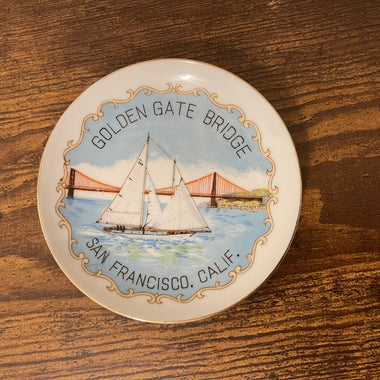 GOLDEN GATE BRIDGE
SAN FRANCISCO, CALIF.